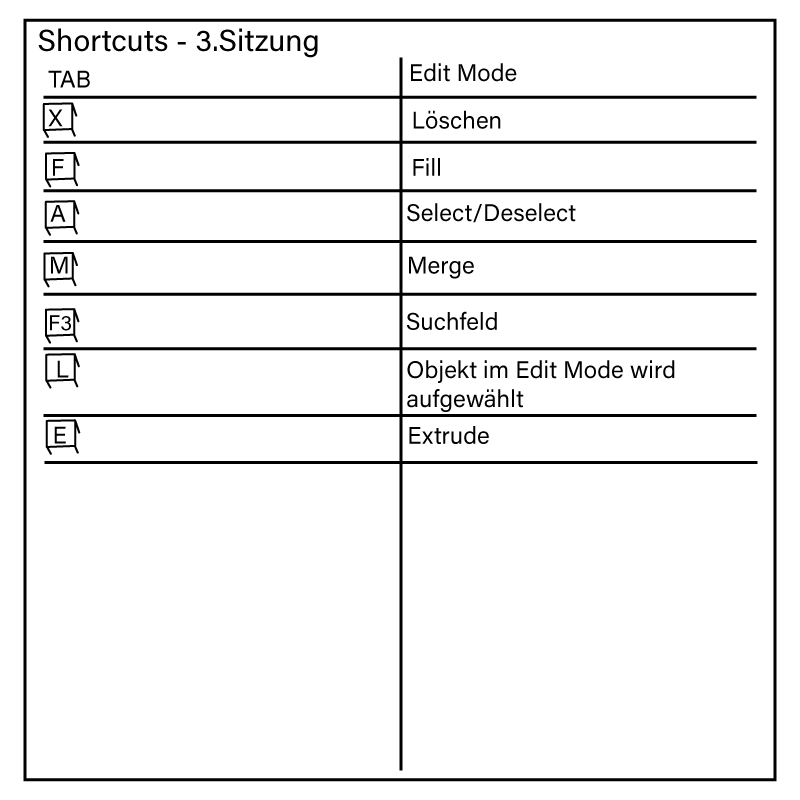 Shortcuts - 3.Sitzung
TAB Edit Mode
X Löschen
F Fill
A Select/Deselect
M Merge
F3 Suchfeld
L Objekt im Edit Mode wird
aufgewählt
E Extrude